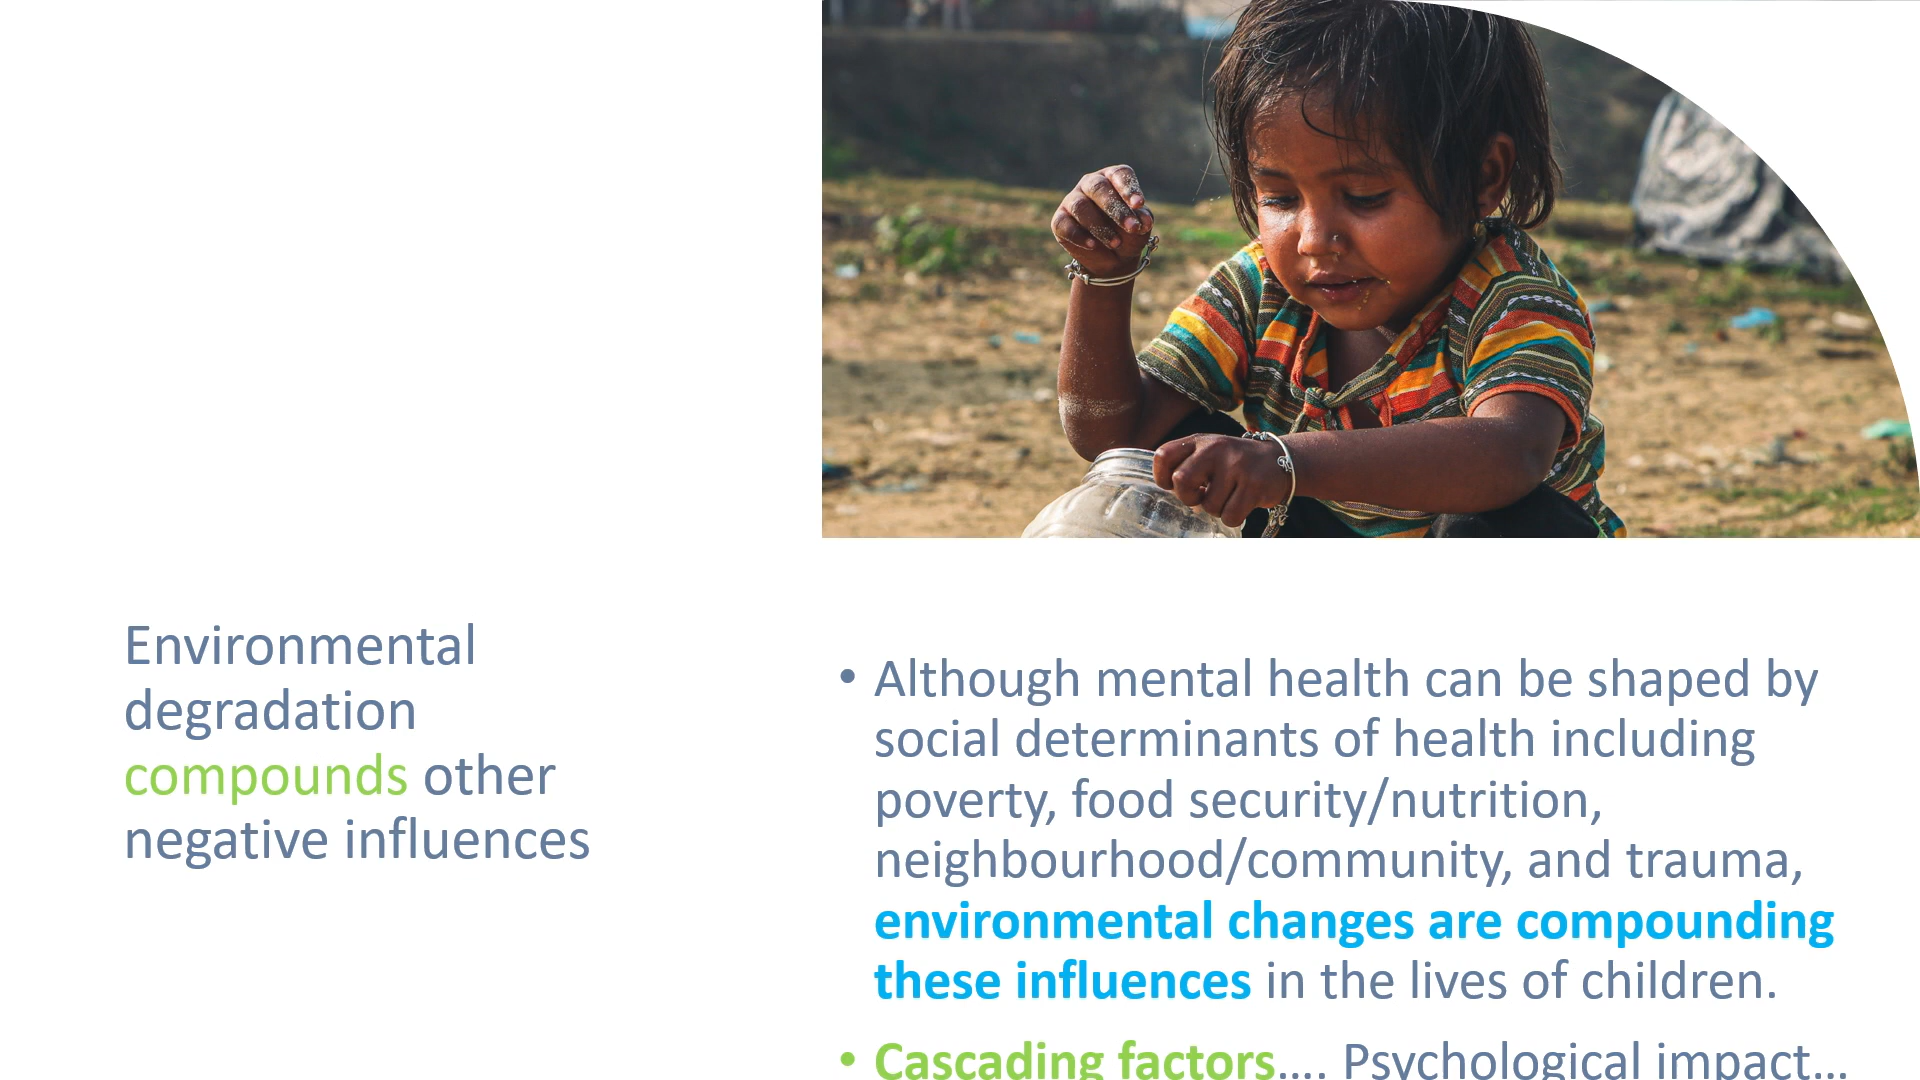 Environmental
degradation
compounds other
negative influences
• Although mental health can be shaped by
social determinants of health including
poverty, food security/nutrition,
neighbourhood/community, and trauma,
environmental changes are compounding
these influences in the lives of children.
• Cascading factors…. Psychological impact…